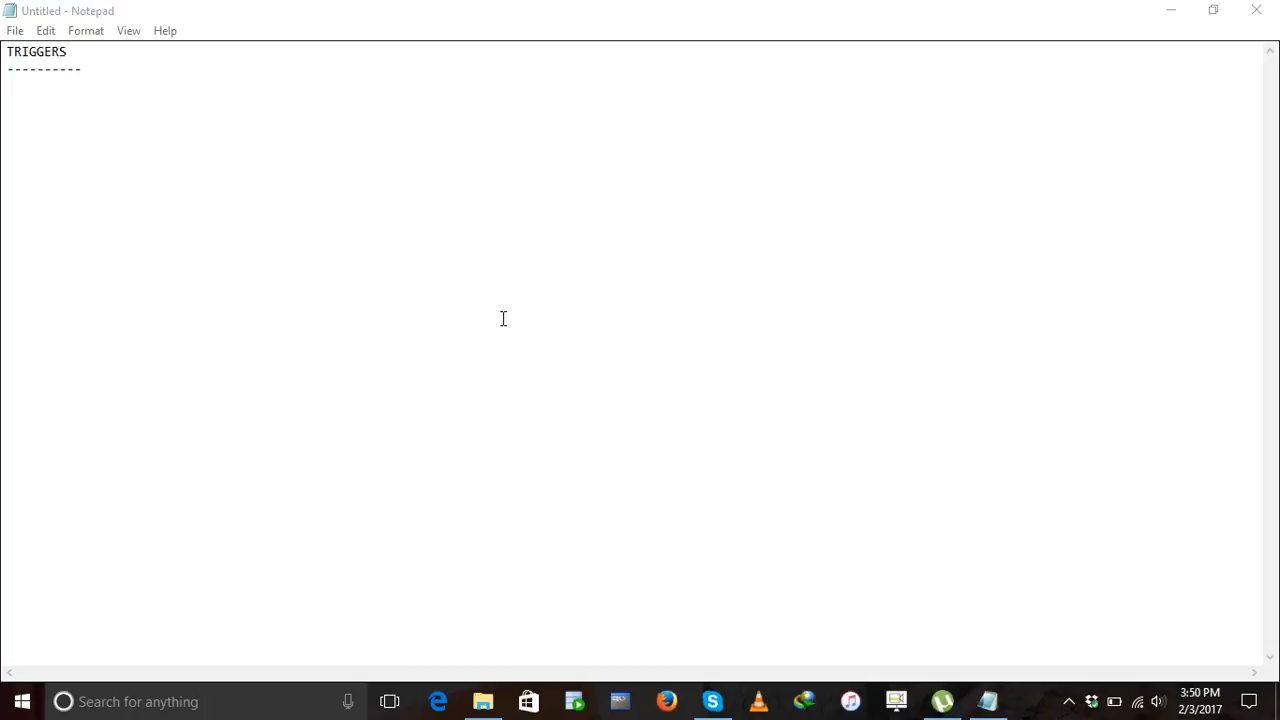 Untitled - Notepad
File Edit Format View Help
TRIGGERS
----------
Search for anything
3:50 PM
2/3/2017